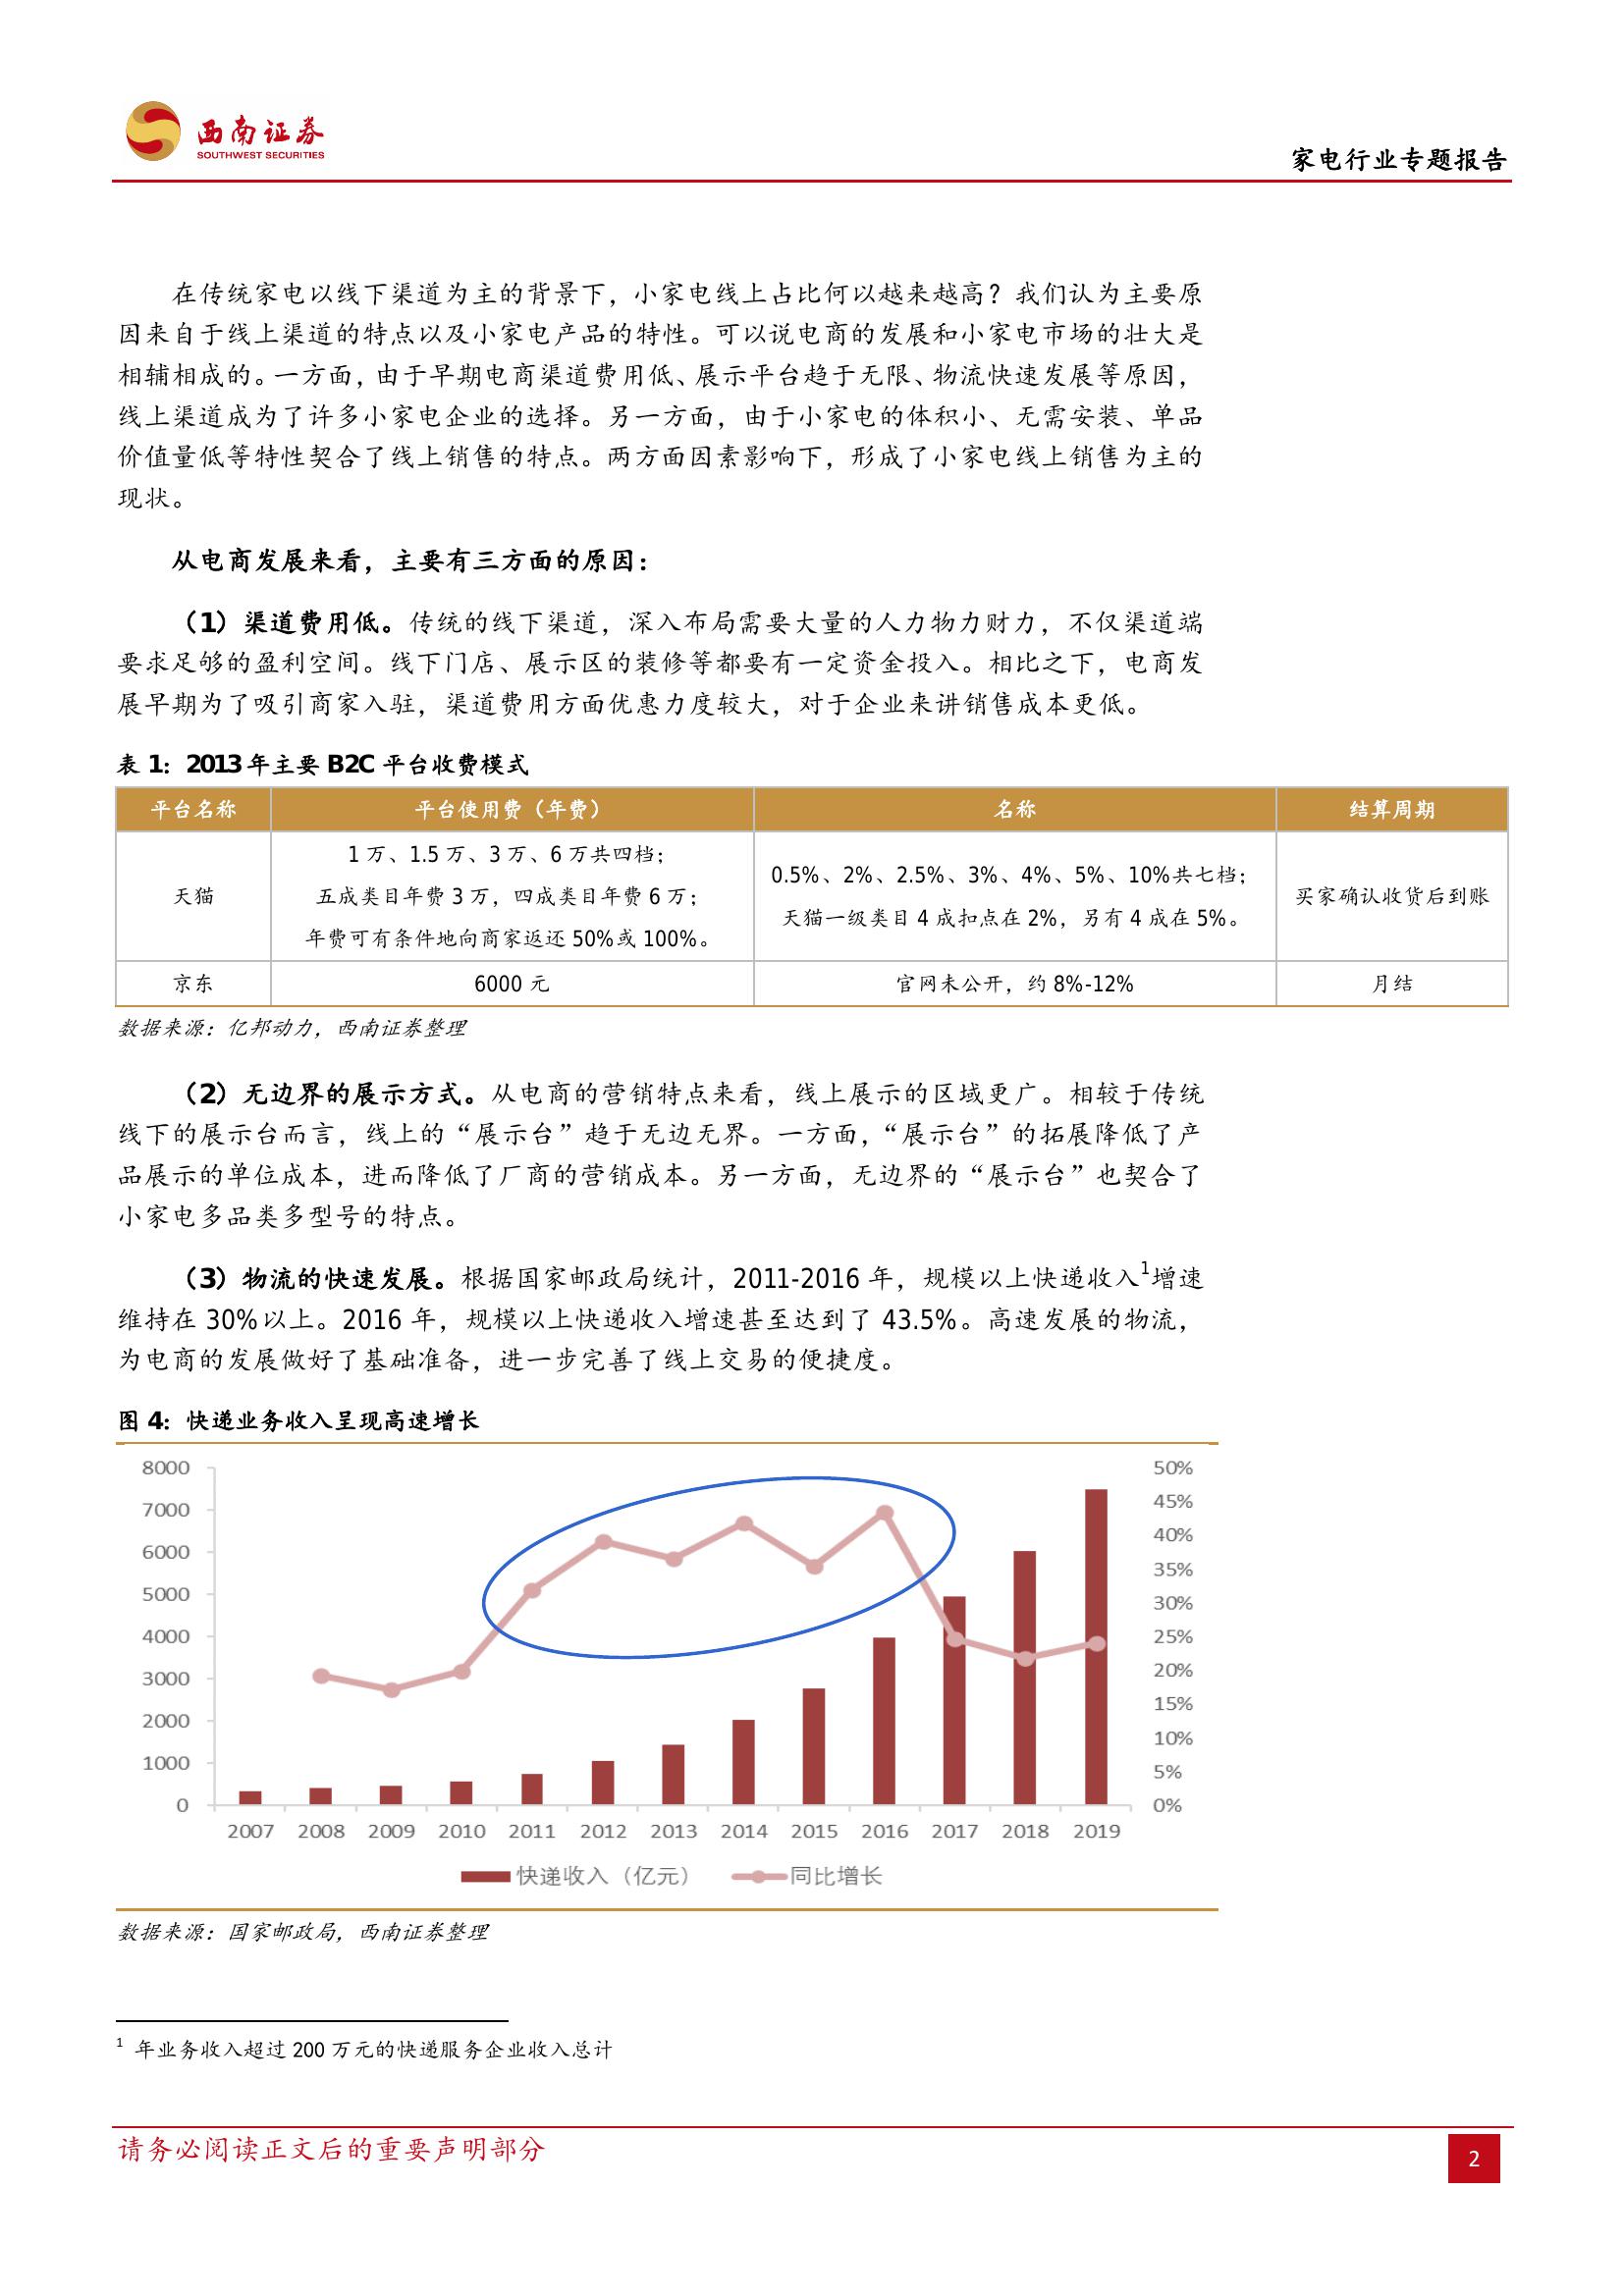 西南证券
SOUTHWEST SECURITIES
家电行业专题报告
在传统家电以线下渠道为主的背景下，小家电线上占比何以越来越高？我们认为主要原
因来自于线上渠道的特点以及小家电产品的特性。可以说电商的发展和小家电市场的壮大是
相辅相成的。一方面，由于早期电商渠道费用低、展示平台趋于无限、物流快速发展等原因，
线上渠道成为了许多小家电企业的选择。另一方面，由于小家电的体积小、无需安装、单品
价值量低等特性契合了线上销售的特点。两方面因素影响下，形成了小家电线上销售为主的
现状。
从电商发展来看，主要有三方面的原因：
（1）渠道费用低。传统的线下渠道，深入布局需要大量的人力物力财力，不仅渠道端
要求足够的盈利空间。线下门店、展示区的装修等都要有一定资金投入。相比之下，电商发
展早期为了吸引商家入驻，渠道费用方面优惠力度较大，对于企业来讲销售成本更低。
表 1：2013 年主要 B2C 平台收费模式
平台名称 平台使用费（年费） 名称 结算周期
天猫
1 万、1.5 万、3 万、6 万共四档；
五成类目年费 3 万，四成类目年费 6 万；
年费可有条件地向商家返还 50%或 100%。
0.5%、2%、2.5%、3%、4%、5%、10%共七档；
天猫一级类目 4 成扣点在 2%，另有 4 成在 5%。
买家确认收货后到账
京东 6000 元 官网未公开，约 8%-12% 月结
数据来源：亿邦动力，西南证券整理
（2）无边界的展示方式。从电商的营销特点来看，线上展示的区域更广。相较于传统
线下的展示台而言，线上的“展示台”趋于无边无界。一方面，“展示台”的拓展降低了产
品展示的单位成本，进而降低了厂商的营销成本。另一方面，无边界的“展示台”也契合了
小家电多品类多型号的特点。
（3）物流的快速发展。根据国家邮政局统计，2011-2016 年，规模以上快递收入1增速
维持在 30%以上。2016 年，规模以上快递收入增速甚至达到了 43.5%。高速发展的物流，
为电商的发展做好了基础准备，进一步完善了线上交易的便捷度。
图 4：快递业务收入呈现高速增长
8000 50%
7000 45%
6000 40%
5000 35%
4000 30%
3000 25%
2000 20%
1000 15%
0 10%
5%
0%
2007 2008 2009 2010 2011 2012 2013 2014 2015 2016 2017 2018 2019
快递收入（亿元） 同比增长
数据来源：国家邮政局，西南证券整理
1 年业务收入超过 200 万元的快递服务企业收入总计
请务必阅读正文后的重要声明部分
2